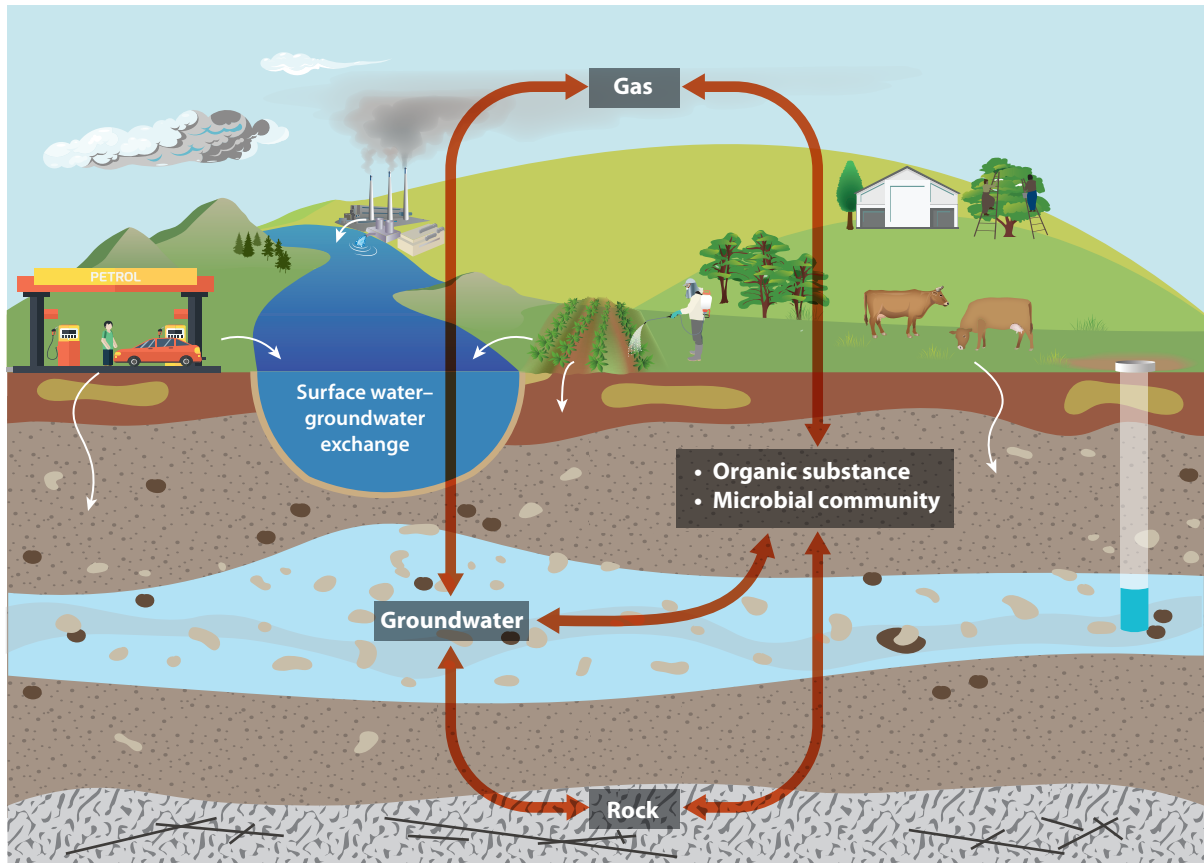 Gas
PETROL
Surface water–
groundwater
exchange
• Organic substance
• Microbial community
Groundwater
Rock